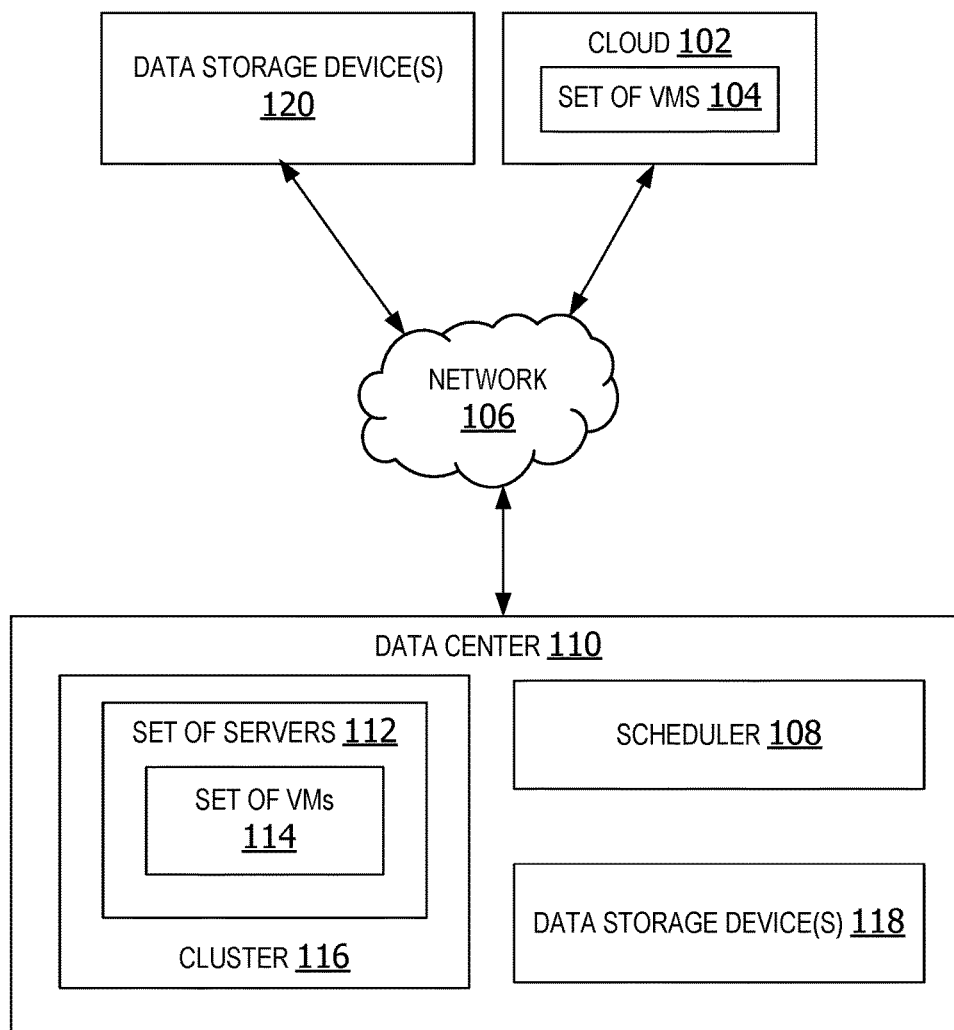 DATA STORAGE DEVICE(S)
120
CLOUD 102
SET OF VMS 104
NETWORK
106
DATA CENTER 110
SET OF SERVERS 112
SET OF VMs
114
CLUSTER 116
SCHEDULER 108
DATA STORAGE DEVICE(S) 118